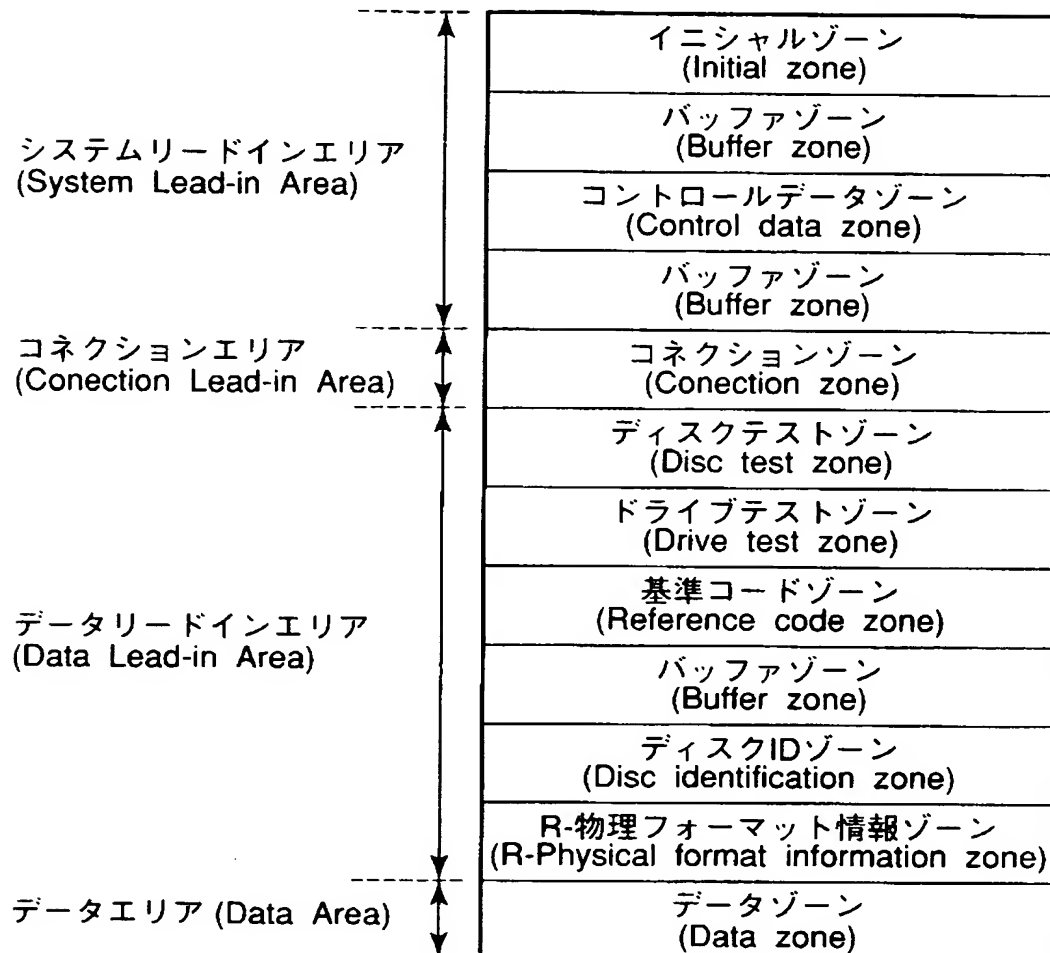 イニシャルゾーン
(Initial zone)
バッファゾーン
(Buffer zone)
システムリードインエリア
(System Lead-in Area)
コントロールデータゾーン
(Control data zone)
バッファゾーン
(Buffer zone)
コネクションエリア
(Conection Lead-in Area)
コネクションゾーン
(Conection zone)
ディスクテストゾーン
(Disc test zone)
ドライブテストゾーン
(Drive test zone)
データリードインエリア
(Data Lead-in Area)
基準コードゾーン
(Reference code zone)
バッファゾーン
(Buffer zone)
ディスクIDゾーン
(Disc identification zone)
R-物理フォーマット情報ゾーン
(R-Physical format information zone)
データエリア (Data Area)
データゾーン
(Data zone)